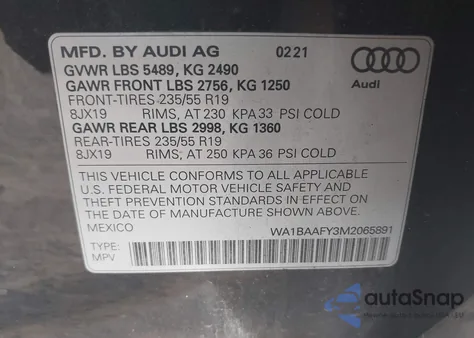 MFD. BY AUDI AG 02 21
GVWR LBS 5489, KG 2490
GAWR FRONT LBS 2756, KG 1250
FRONT-TIRES 235/55 R19
8JX19 RIMS, AT 230 KPA 33 PSI COLD
GAWR REAR LBS 2998, KG 1360
REAR-TIRES 235/55 R19
8JX19 RIMS; AT 250 KPA 36 PSI COLD
Audi
THIS VEHICLE CONFORMS TO ALL APPLICABLE
U.S. FEDERAL MOTOR VEHICLE SAFETY AND
THEFT PREVENTION STANDARDS IN EFFECT ON THE
DATE OF MANUFACTURE SHOWN ABOVE.
MEXICO WA1BAAFY3M2065891
TYPE:
MPV
autoSnap